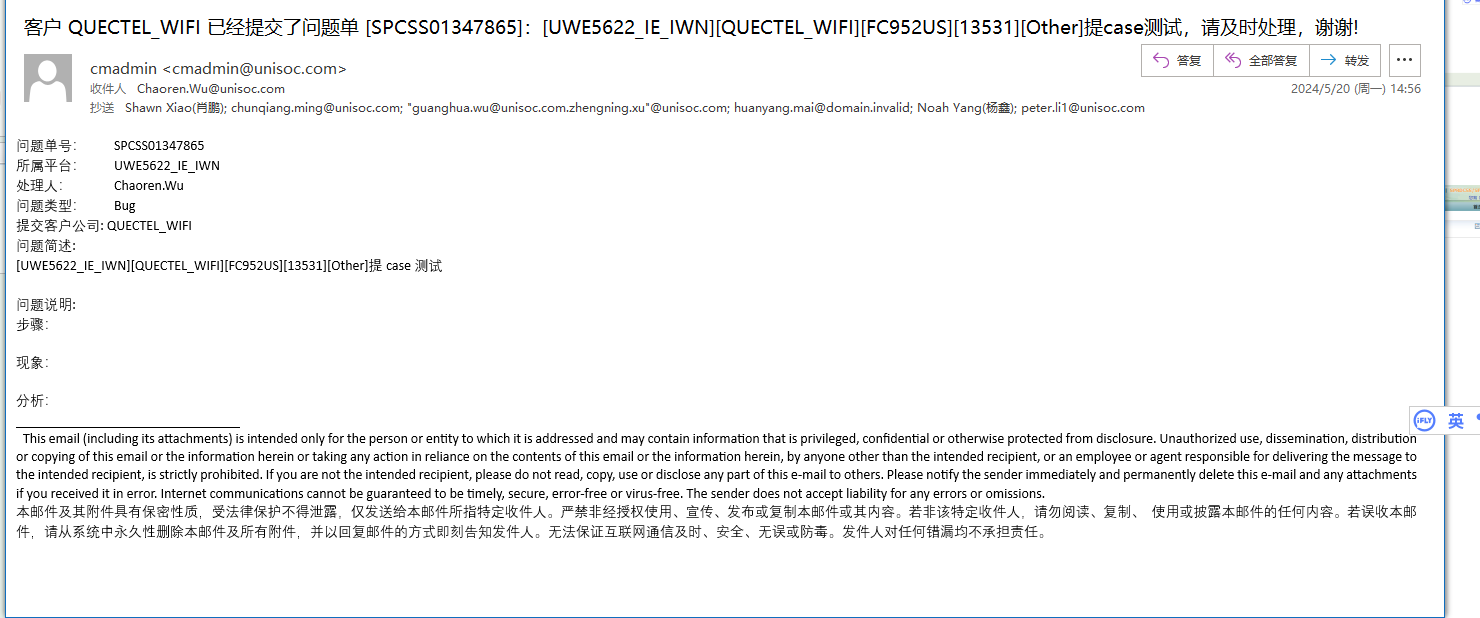 客户 QUECTEL_WIFI 已经提交了问题单 [SPCSS01347865]：[UWE5622_IE_IWN][QUECTEL_WIFI][FC952US][13531][Other]提case测试，请及时处理，谢谢!
cmadmin <cmadmin@unisoc.com>
答复
全部答复
转发
收件人 Chaoren.Wu@unisoc.com
2024/5/20 (周一) 14:56
抄送 Shawn Xiao(肖鹏); chunqiang.ming@unisoc.com; "guanghua.wu@unisoc.com.zhengning.xu"@unisoc.com; huanyang.mai@domain.invalid; Noah Yang(杨鑫); peter.li1@unisoc.com
问题单号: SPCSS01347865
所属平台: UWE5622_IE_IWN
处理人: Chaoren.Wu
问题类型: Bug
提交客户公司: QUECTEL_WIFI
问题简述:
[UWE5622_IE_IWN][QUECTEL_WIFI][FC952US][13531][Other]提 case 测试
问题说明:
步骤:
现象:
分析:
iFLY 英
This email (including its attachments) is intended only for the person or entity to which it is addressed and may contain information that is privileged, confidential or otherwise protected from disclosure. Unauthorized use, dissemination, distribution
or copying of this email or the information herein or taking any action in reliance on the contents of this email or the information herein, by anyone other than the intended recipient, or an employee or agent responsible for delivering the message to
the intended recipient, is strictly prohibited. If you are not the intended recipient, please do not read, copy, use or disclose any part of this e-mail to others. Please notify the sender immediately and permanently delete this e-mail and any attachments
if you received it in error. Internet communications cannot be guaranteed to be timely, secure, error-free or virus-free. The sender does not accept liability for any errors or omissions.
本邮件及其附件具有保密性质，受法律保护不得泄露，仅发送给本邮件所指特定收件人。严禁非经授权使用、宣传、发布或复制本邮件或其内容。若非该特定收件人，请勿阅读、复制、 使用或披露本邮件的任何内容。若误收本邮
件，请从系统中永久性删除本邮件及所有附件，并以回复邮件的方式即刻告知发件人。无法保证互联网通信及时、安全、无误或防毒。发件人对任何错漏均不承担责任。